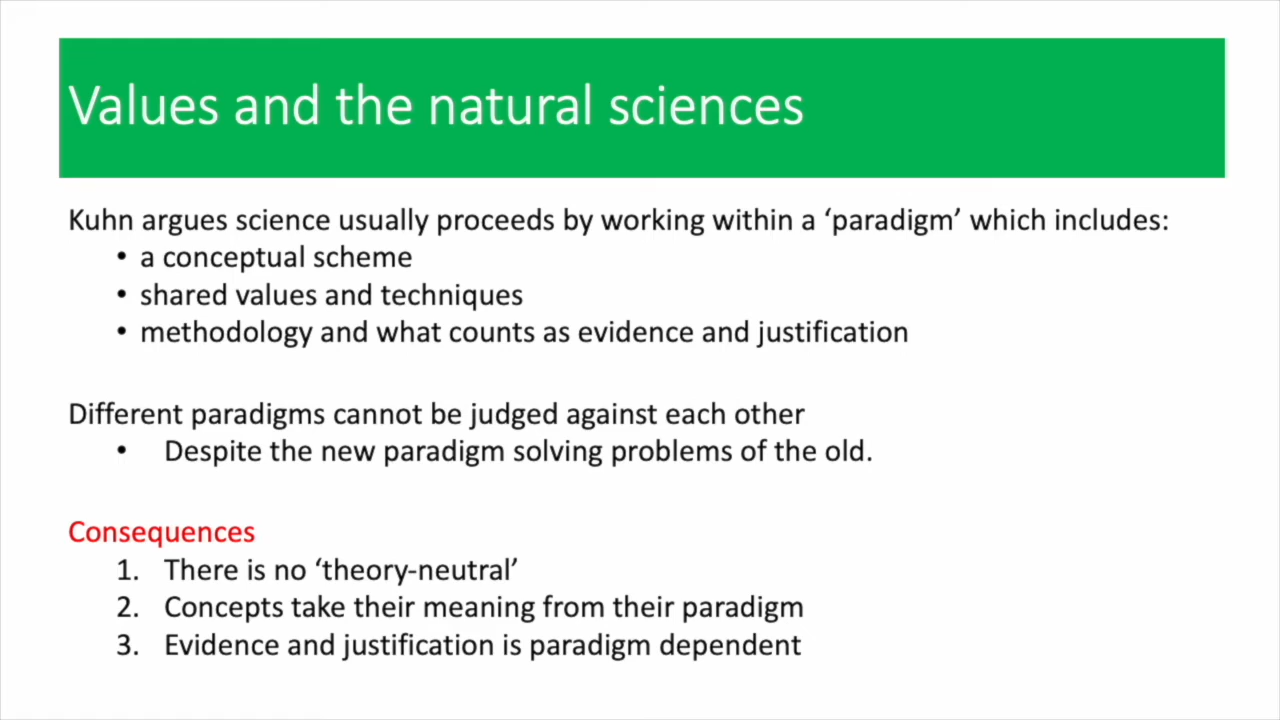 Values and the natural sciences
Kuhn argues science usually proceeds by working within a ‘paradigm’ which includes:
• a conceptual scheme
• shared values and techniques
• methodology and what counts as evidence and justification
Different paradigms cannot be judged against each other
• Despite the new paradigm solving problems of the old.
Consequences
1. There is no ‘theory-neutral’
2. Concepts take their meaning from their paradigm
3. Evidence and justification is paradigm dependent